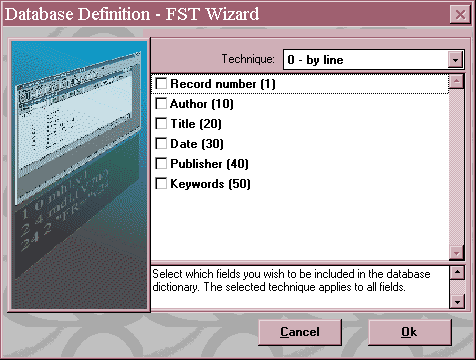 Database Definition - FST Wizard
Technique: 0 - by line
Record number (1)
Author (10)
Title (20)
Date (30)
Publisher (40)
Keywords (50)
Select which fields you wish to be included in the database
dictionary. The selected technique applies to all fields.
Cancel Ok